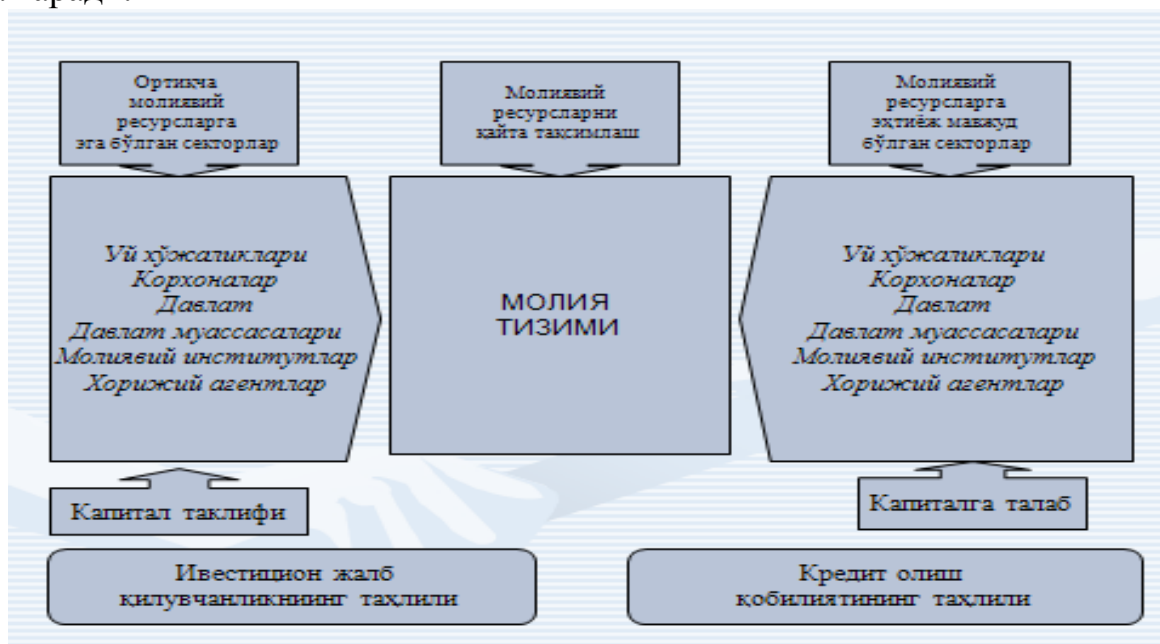 Ортиқча
молиявий
ресурсларга
эга бўлган секторлар
Молиявий
ресурсларни
қайта тақсимлаш
Молиявий
ресурсларга
эҳтиёж мавжуд
бўлган секторлар
Уй хўжаликлари
Корхоналар
Давлат
Давлат муассасалари
Молиявий институтлар
Хорижий агентлар
МОЛИЯ
ТИЗИМИ
Уй хўжаликлари
Корхоналар
Давлат
Давлат муассасалари
Молиявий институтлар
Хорижий агентлар
Капитал таклифи
Капиталга талаб
Ивестицион жалб
қилувчанликниинг таҳлили
Кредит олиш
қобилиятининг таҳлили